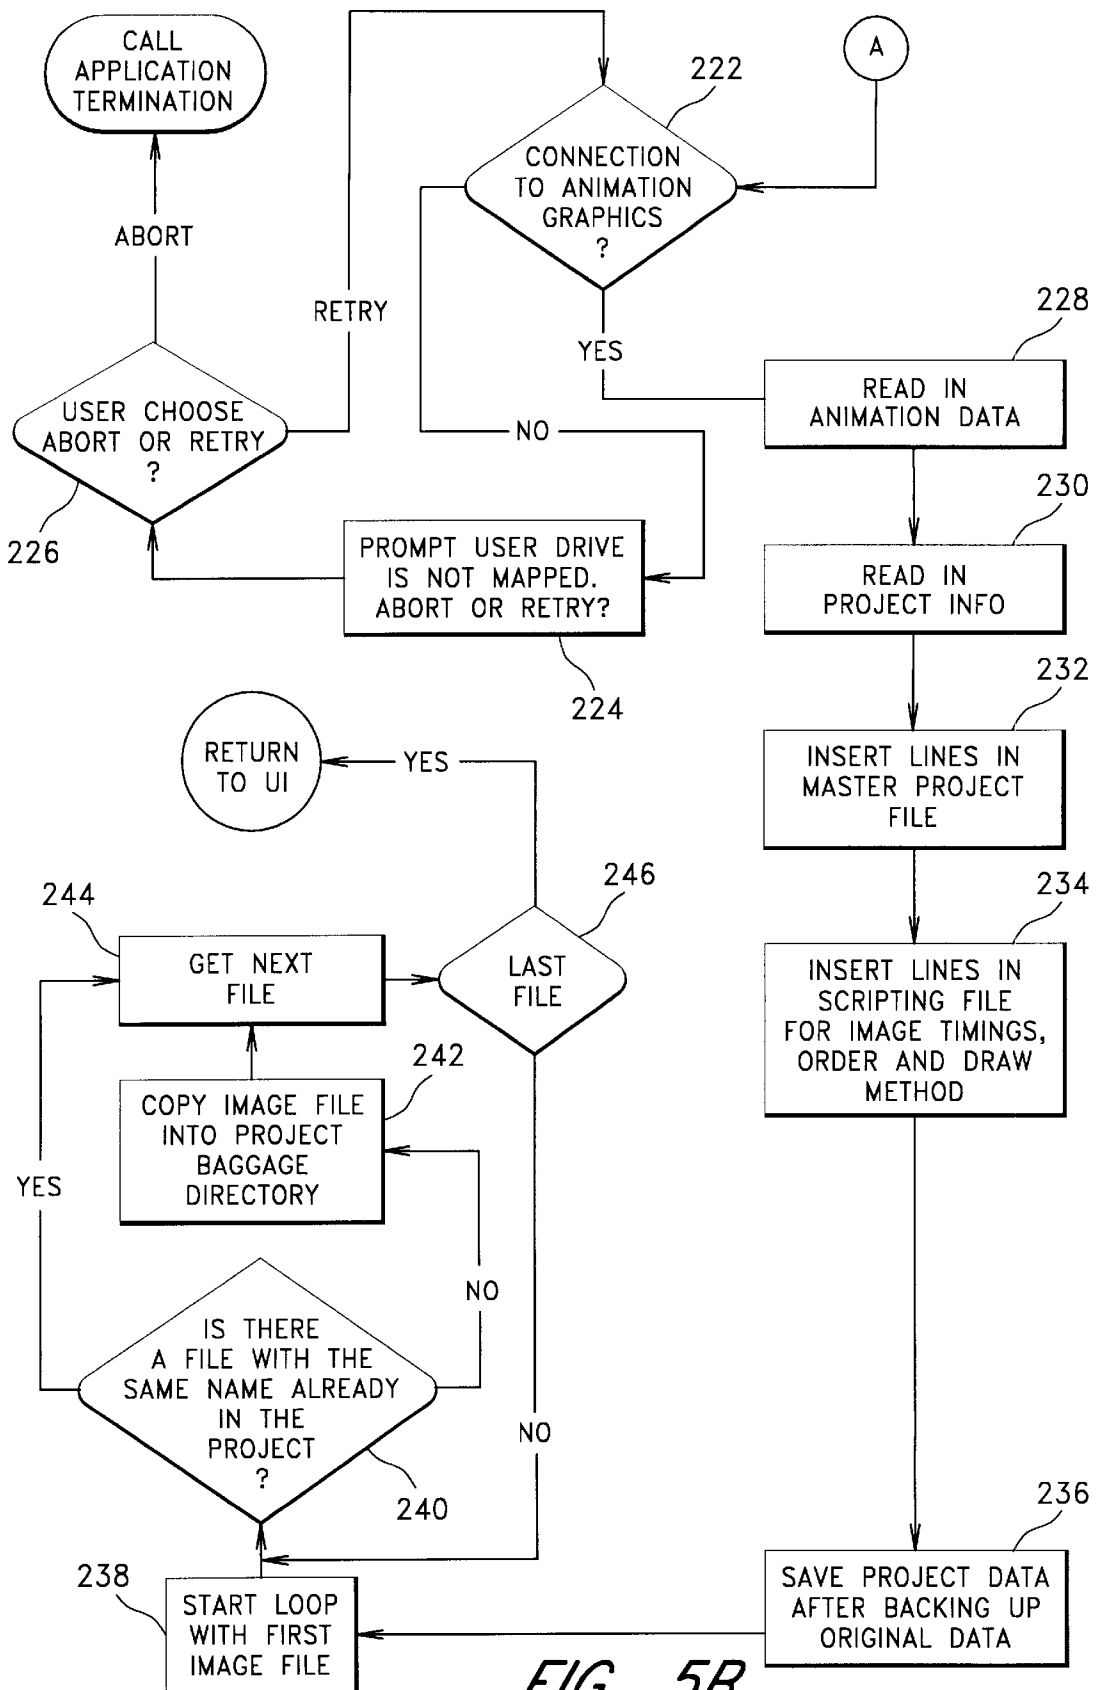 CALL
APPLICATION
TERMINATION
A
222
CONNECTION
TO ANIMATION
GRAPHICS
?
ABORT
RETRY
YES
228
READ IN
ANIMATION DATA
USER CHOOSE
ABORT OR RETRY
?
NO
226
230
PROMPT USER DRIVE
IS NOT MAPPED.
ABORT OR RETRY?
READ IN
PROJECT INFO
224
232
RETURN
TO UI
YES
INSERT LINES IN
MASTER PROJECT
FILE
244
246
234
GET NEXT
FILE
LAST
FILE
INSERT LINES IN
SCRIPTING FILE
FOR IMAGE TIMINGS,
ORDER AND DRAW
METHOD
242
COPY IMAGE FILE
INTO PROJECT
BAGGAGE
DIRECTORY
YES
NO
IS THERE
A FILE WITH THE
SAME NAME ALREADY
IN THE
PROJECT
?
NO
240
236
238
START LOOP
WITH FIRST
IMAGE FILE
SAVE PROJECT DATA
AFTER BACKING UP
ORIGINAL DATA
FIG. 5B